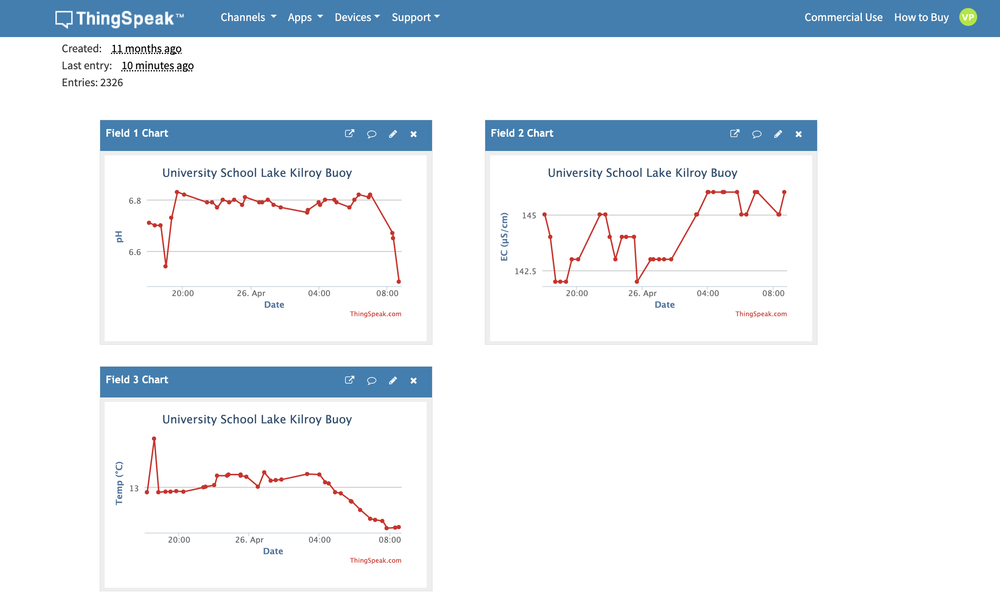 ThingSpeak™ Channels Apps Devices Support Commercial Use How to Buy VP
Created: 11 months ago
Last entry: 10 minutes ago
Entries: 2326
Field 1 Chart
University School Lake Kilroy Buoy
pH
6.8
6.6
20:00 26. Apr 04:00 08:00
Date
ThingSpeak.com
Field 2 Chart
University School Lake Kilroy Buoy
EC (µS/cm)
145
142.5
20:00 26. Apr 04:00 08:00
Date
ThingSpeak.com
Field 3 Chart
University School Lake Kilroy Buoy
Temp (°C)
13
20:00 26. Apr 04:00 08:00
Date
ThingSpeak.com